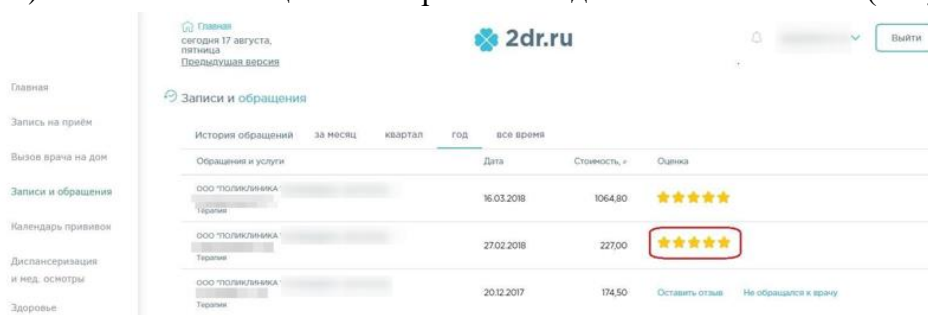 Главная
сегодня 17 августа,
пятница
Предыдущая версия
2dr.ru
Выйти
Главная
Запись на приём
Вызов врача на дом
Записи и обращения
Календарь прививок
Диспансеризация
и мед. осмотры
Здоровье
Записи и обращения
История обращений за месяц квартал год все время
Обращения и услуги Дата Стоимость, Оценка
ООО "ПОЛИКЛИНИКА
Терапия
16.03.2018 1064,80
ООО "ПОЛИКЛИНИКА
Терапия
27.02.2018 227,00
ООО "ПОЛИКЛИНИКА
Терапия
20.12.2017 174,50 Оставить отзыв Не обращался к врачу